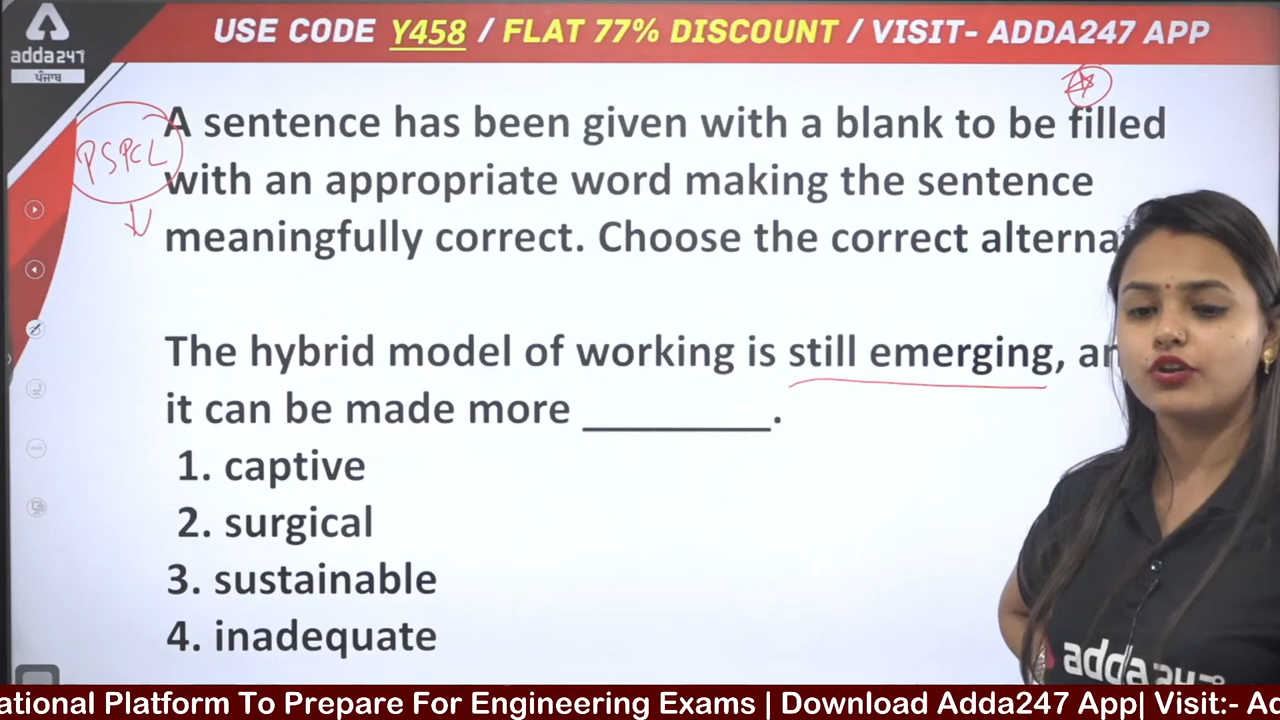 USE CODE Y458 / FLAT 77% DISCOUNT / VISIT- ADDA247 APP
adda247
ਪੰਜਾਬ
PSPCL
A sentence has been given with a blank to be filled
with an appropriate word making the sentence
meaningfully correct. Choose the correct
The hybrid model of working is still emerging,
it can be made more ________.
1. captive
2. surgical
3. sustainable
4. inadequate
adda247
ational Platform To Prepare For Engineering Exams | Download Adda247 App| Visit:- Ad